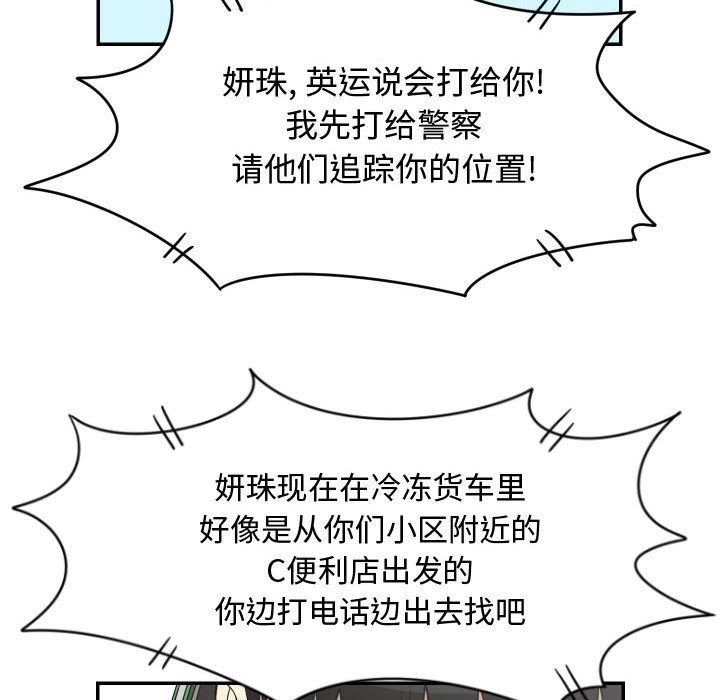 妍珠, 英运说会打给你!
我先打给警察
请他们追踪你的位置!
妍珠现在在冷冻货车里
好像是从你们小区附近的
C便利店出发的
你边打电话边出去找吧